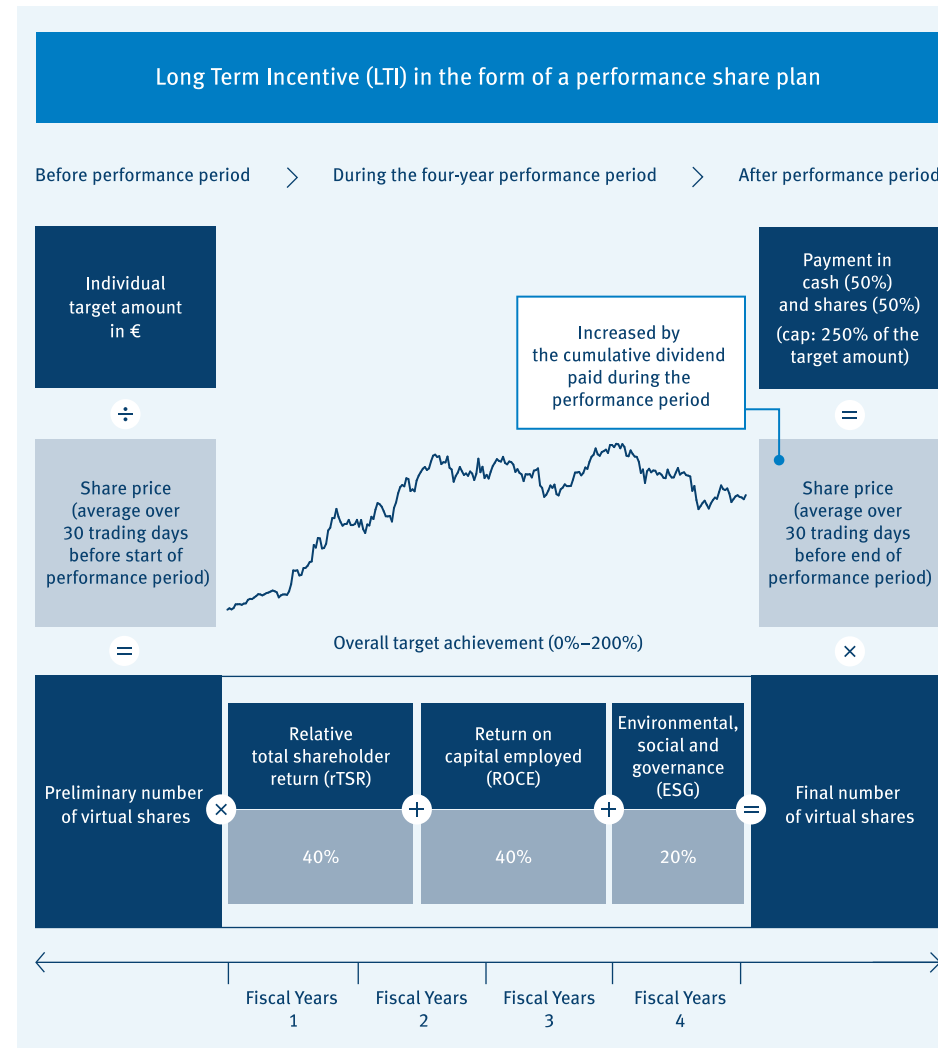 Long Term Incentive (LTI) in the form of a performance share plan
Before performance period
During the four-year performance period
After performance period
Individual
target amount
in €
÷
Share price
(average over
30 trading days
before start of
performance period)
=
Increased by
the cumulative dividend
paid during the
performance period
Payment in
cash (50%)
and shares (50%)
(cap: 250% of the
target amount)
=
Share price
(average over
30 trading days
before end of
performance period)
×
Overall target achievement (0%–200%)
Preliminary number
of virtual shares
×
Relative
total shareholder
return (rTSR)
40%
+
Return on
capital employed
(ROCE)
40%
+
Environmental,
social and
governance
(ESG)
20%
=
Final number
of virtual shares
Fiscal Years
1
Fiscal Years
2
Fiscal Years
3
Fiscal Years
4